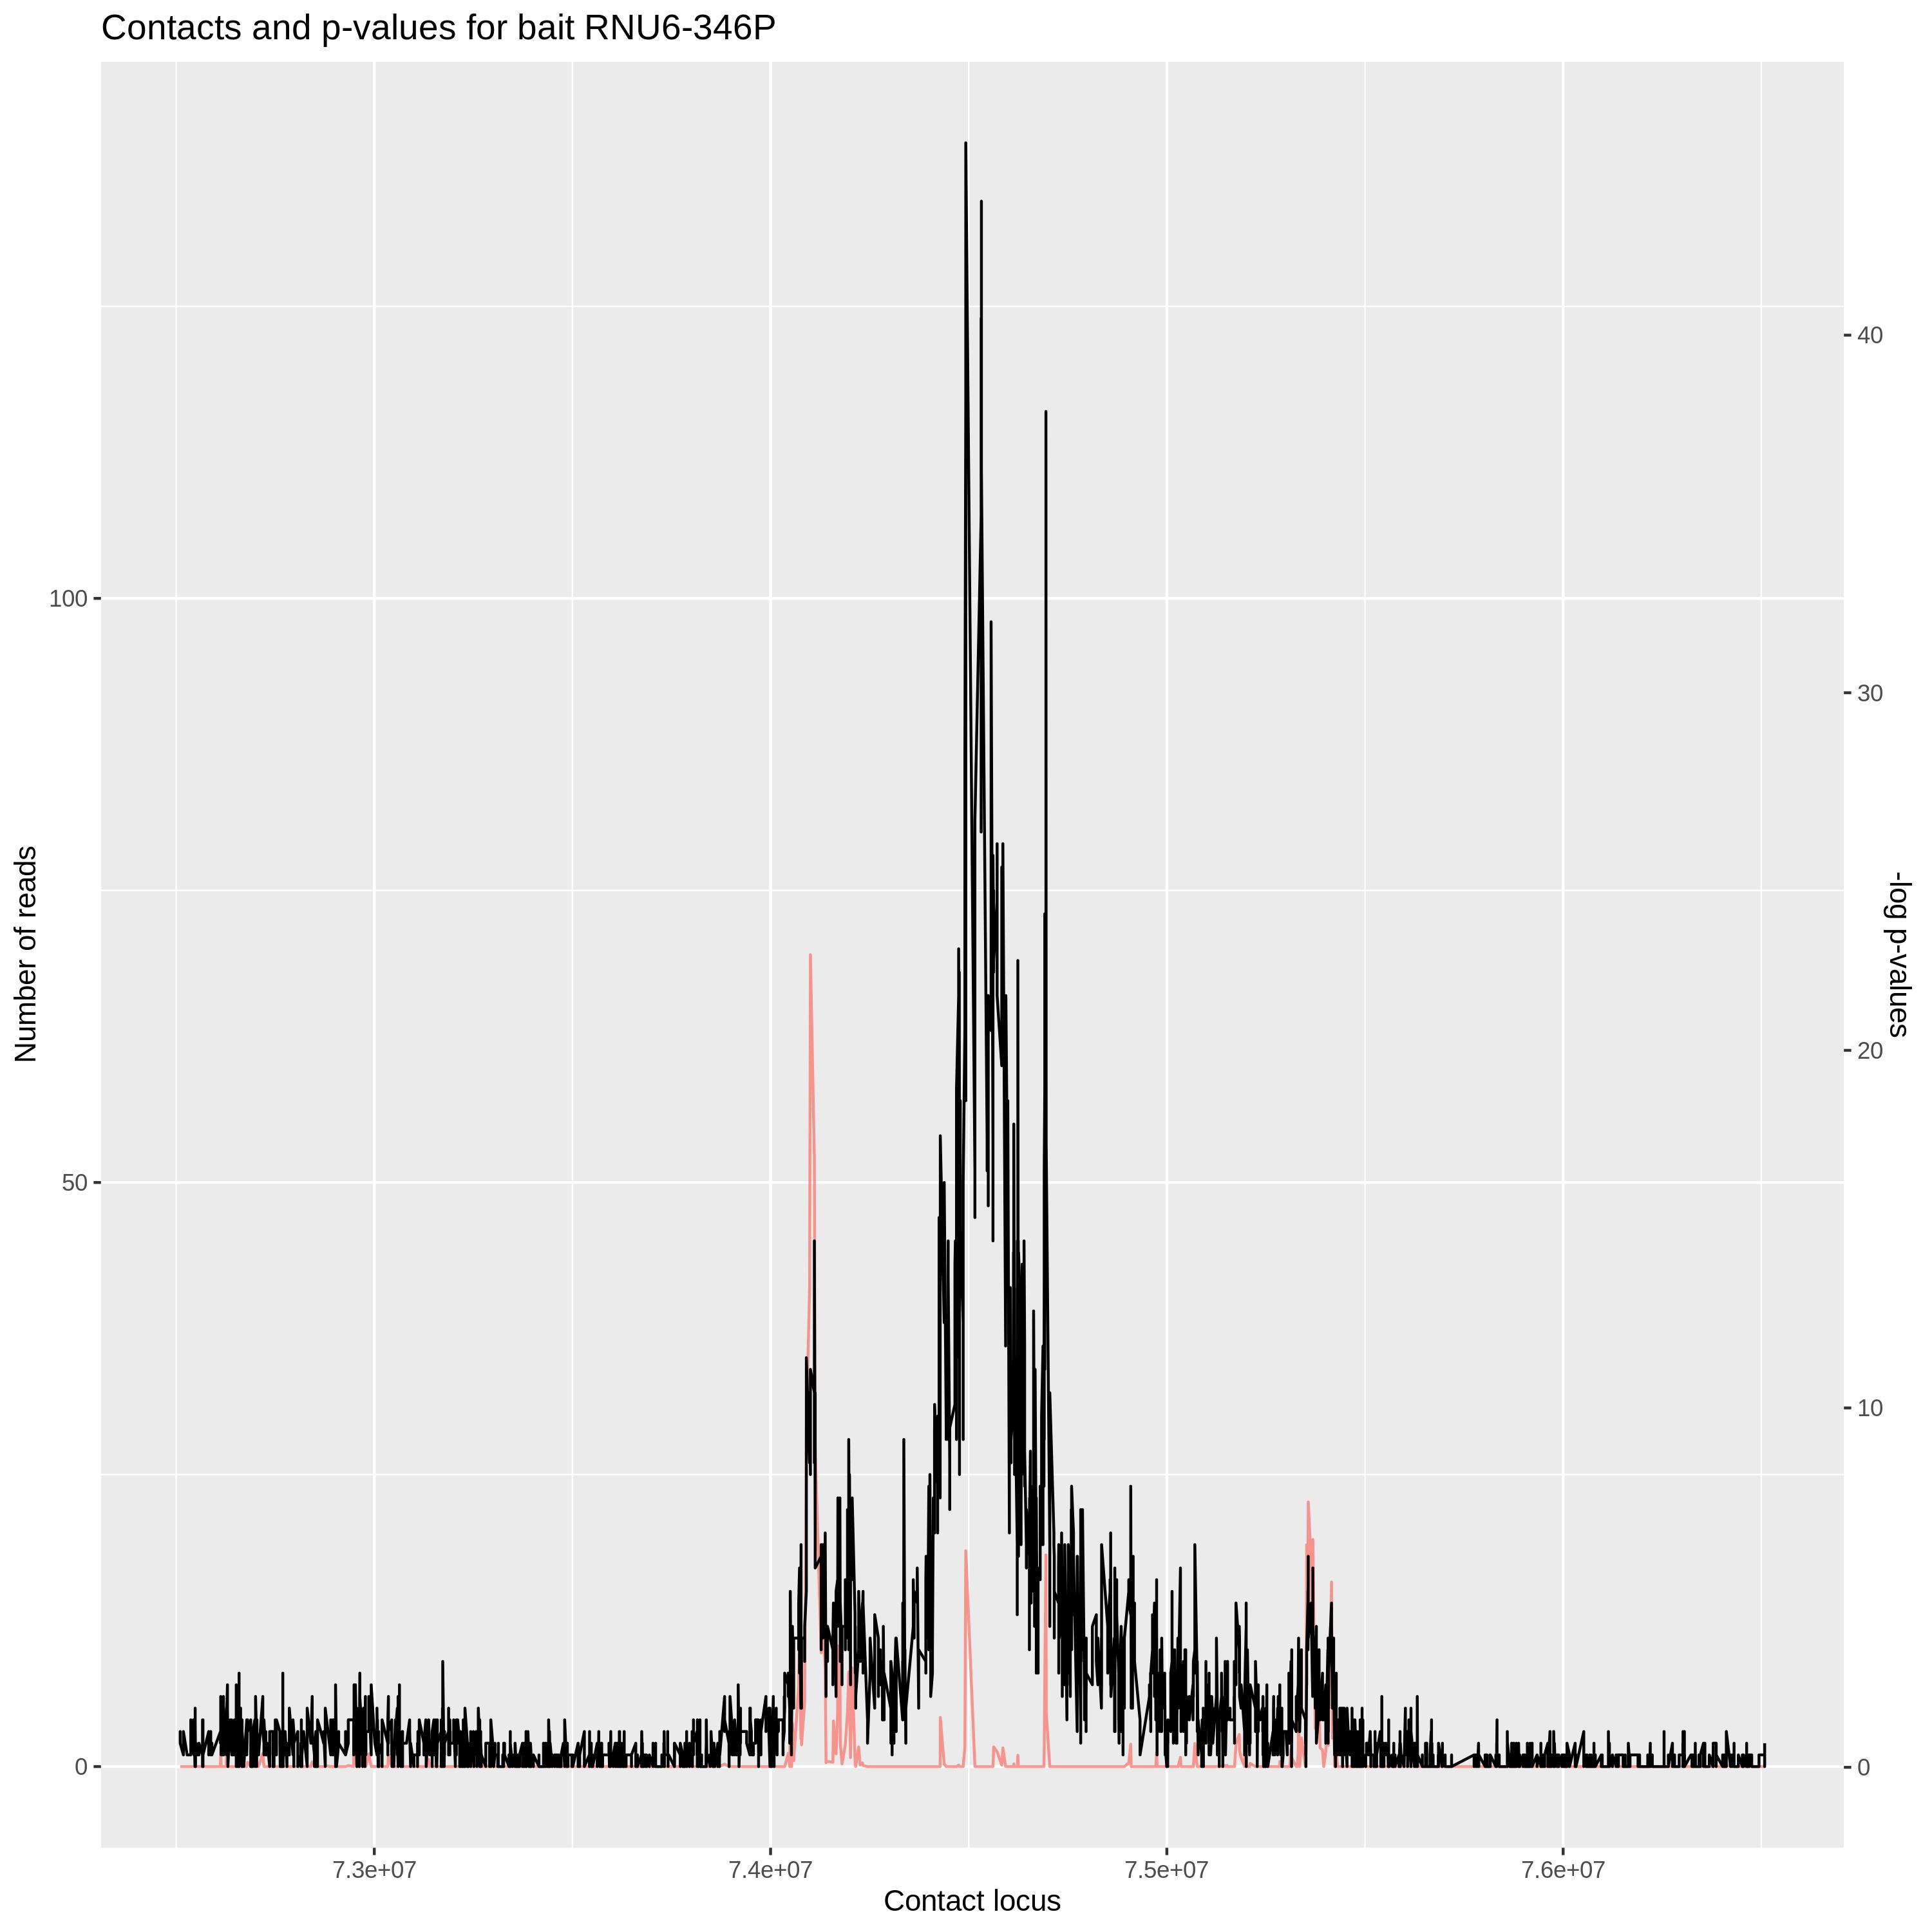 Contacts and p-values for bait RNU6-346P
Number of reads
100
50
0
40
30
20
10
0
-log p-values
7.3e+07
7.4e+07
7.5e+07
7.6e+07
Contact locus